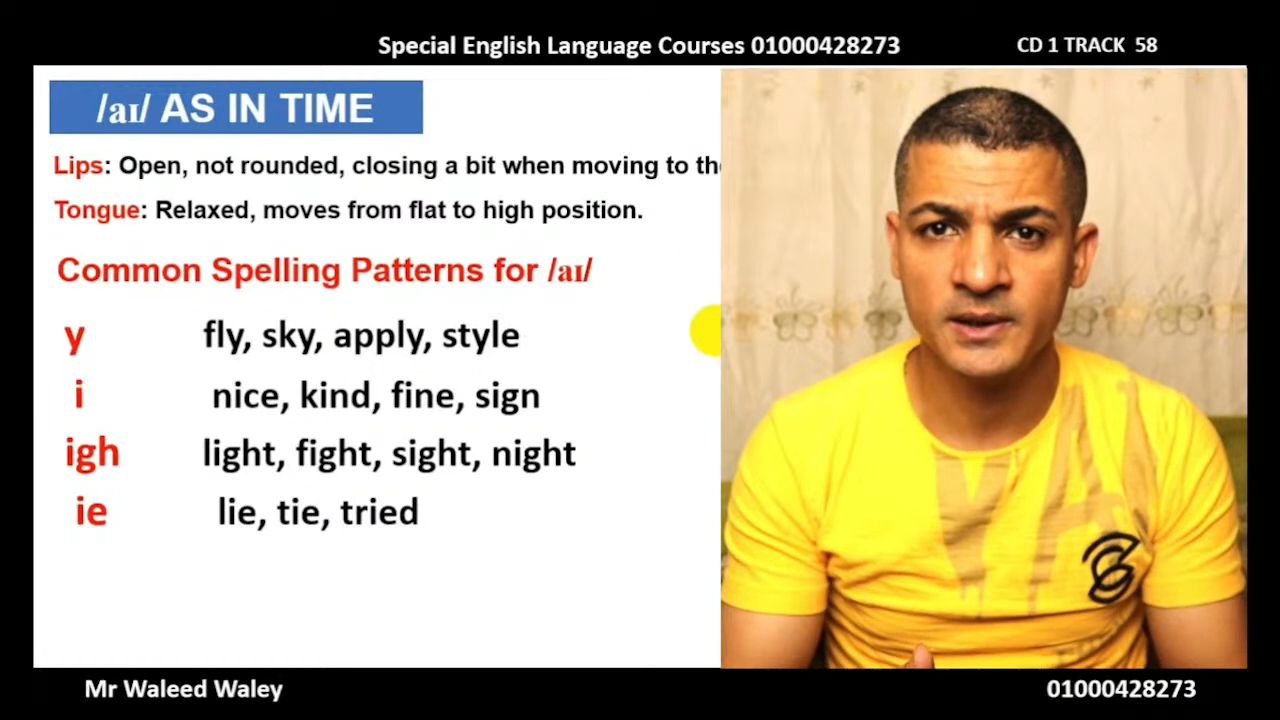 Special English Language Courses 01000428273
CD 1 TRACK 58
/aɪ/ AS IN TIME
Lips: Open, not rounded, closing a bit when moving to
Tongue: Relaxed, moves from flat to high position.
Common Spelling Patterns for /aɪ/
y fly, sky, apply, style
i nice, kind, fine, sign
igh light, fight, sight, night
ie lie, tie, tried
Mr Waleed Waley
01000428273